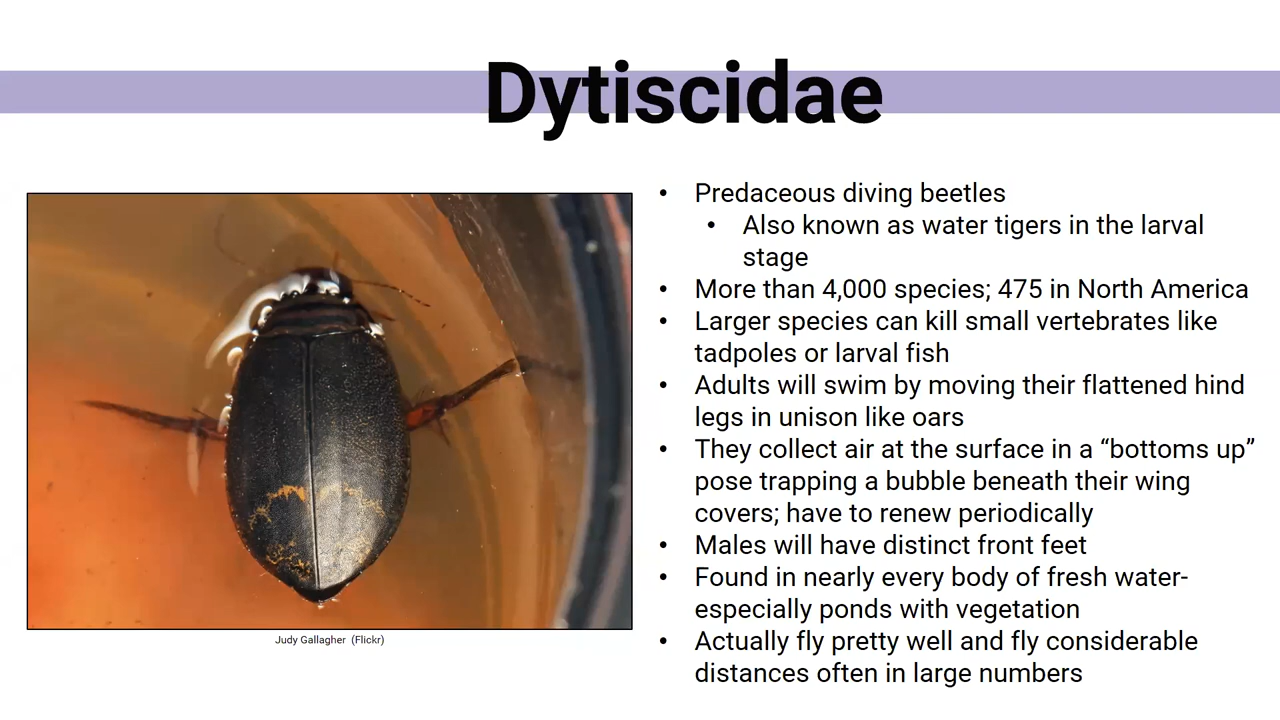 Dytiscidae
• Predaceous diving beetles
• Also known as water tigers in the larval
stage
• More than 4,000 species; 475 in North America
• Larger species can kill small vertebrates like
tadpoles or larval fish
• Adults will swim by moving their flattened hind
legs in unison like oars
• They collect air at the surface in a “bottoms up”
pose trapping a bubble beneath their wing
covers; have to renew periodically
• Males will have distinct front feet
• Found in nearly every body of fresh water-
especially ponds with vegetation
• Actually fly pretty well and fly considerable
distances often in large numbers
Judy Gallagher (Flickr)